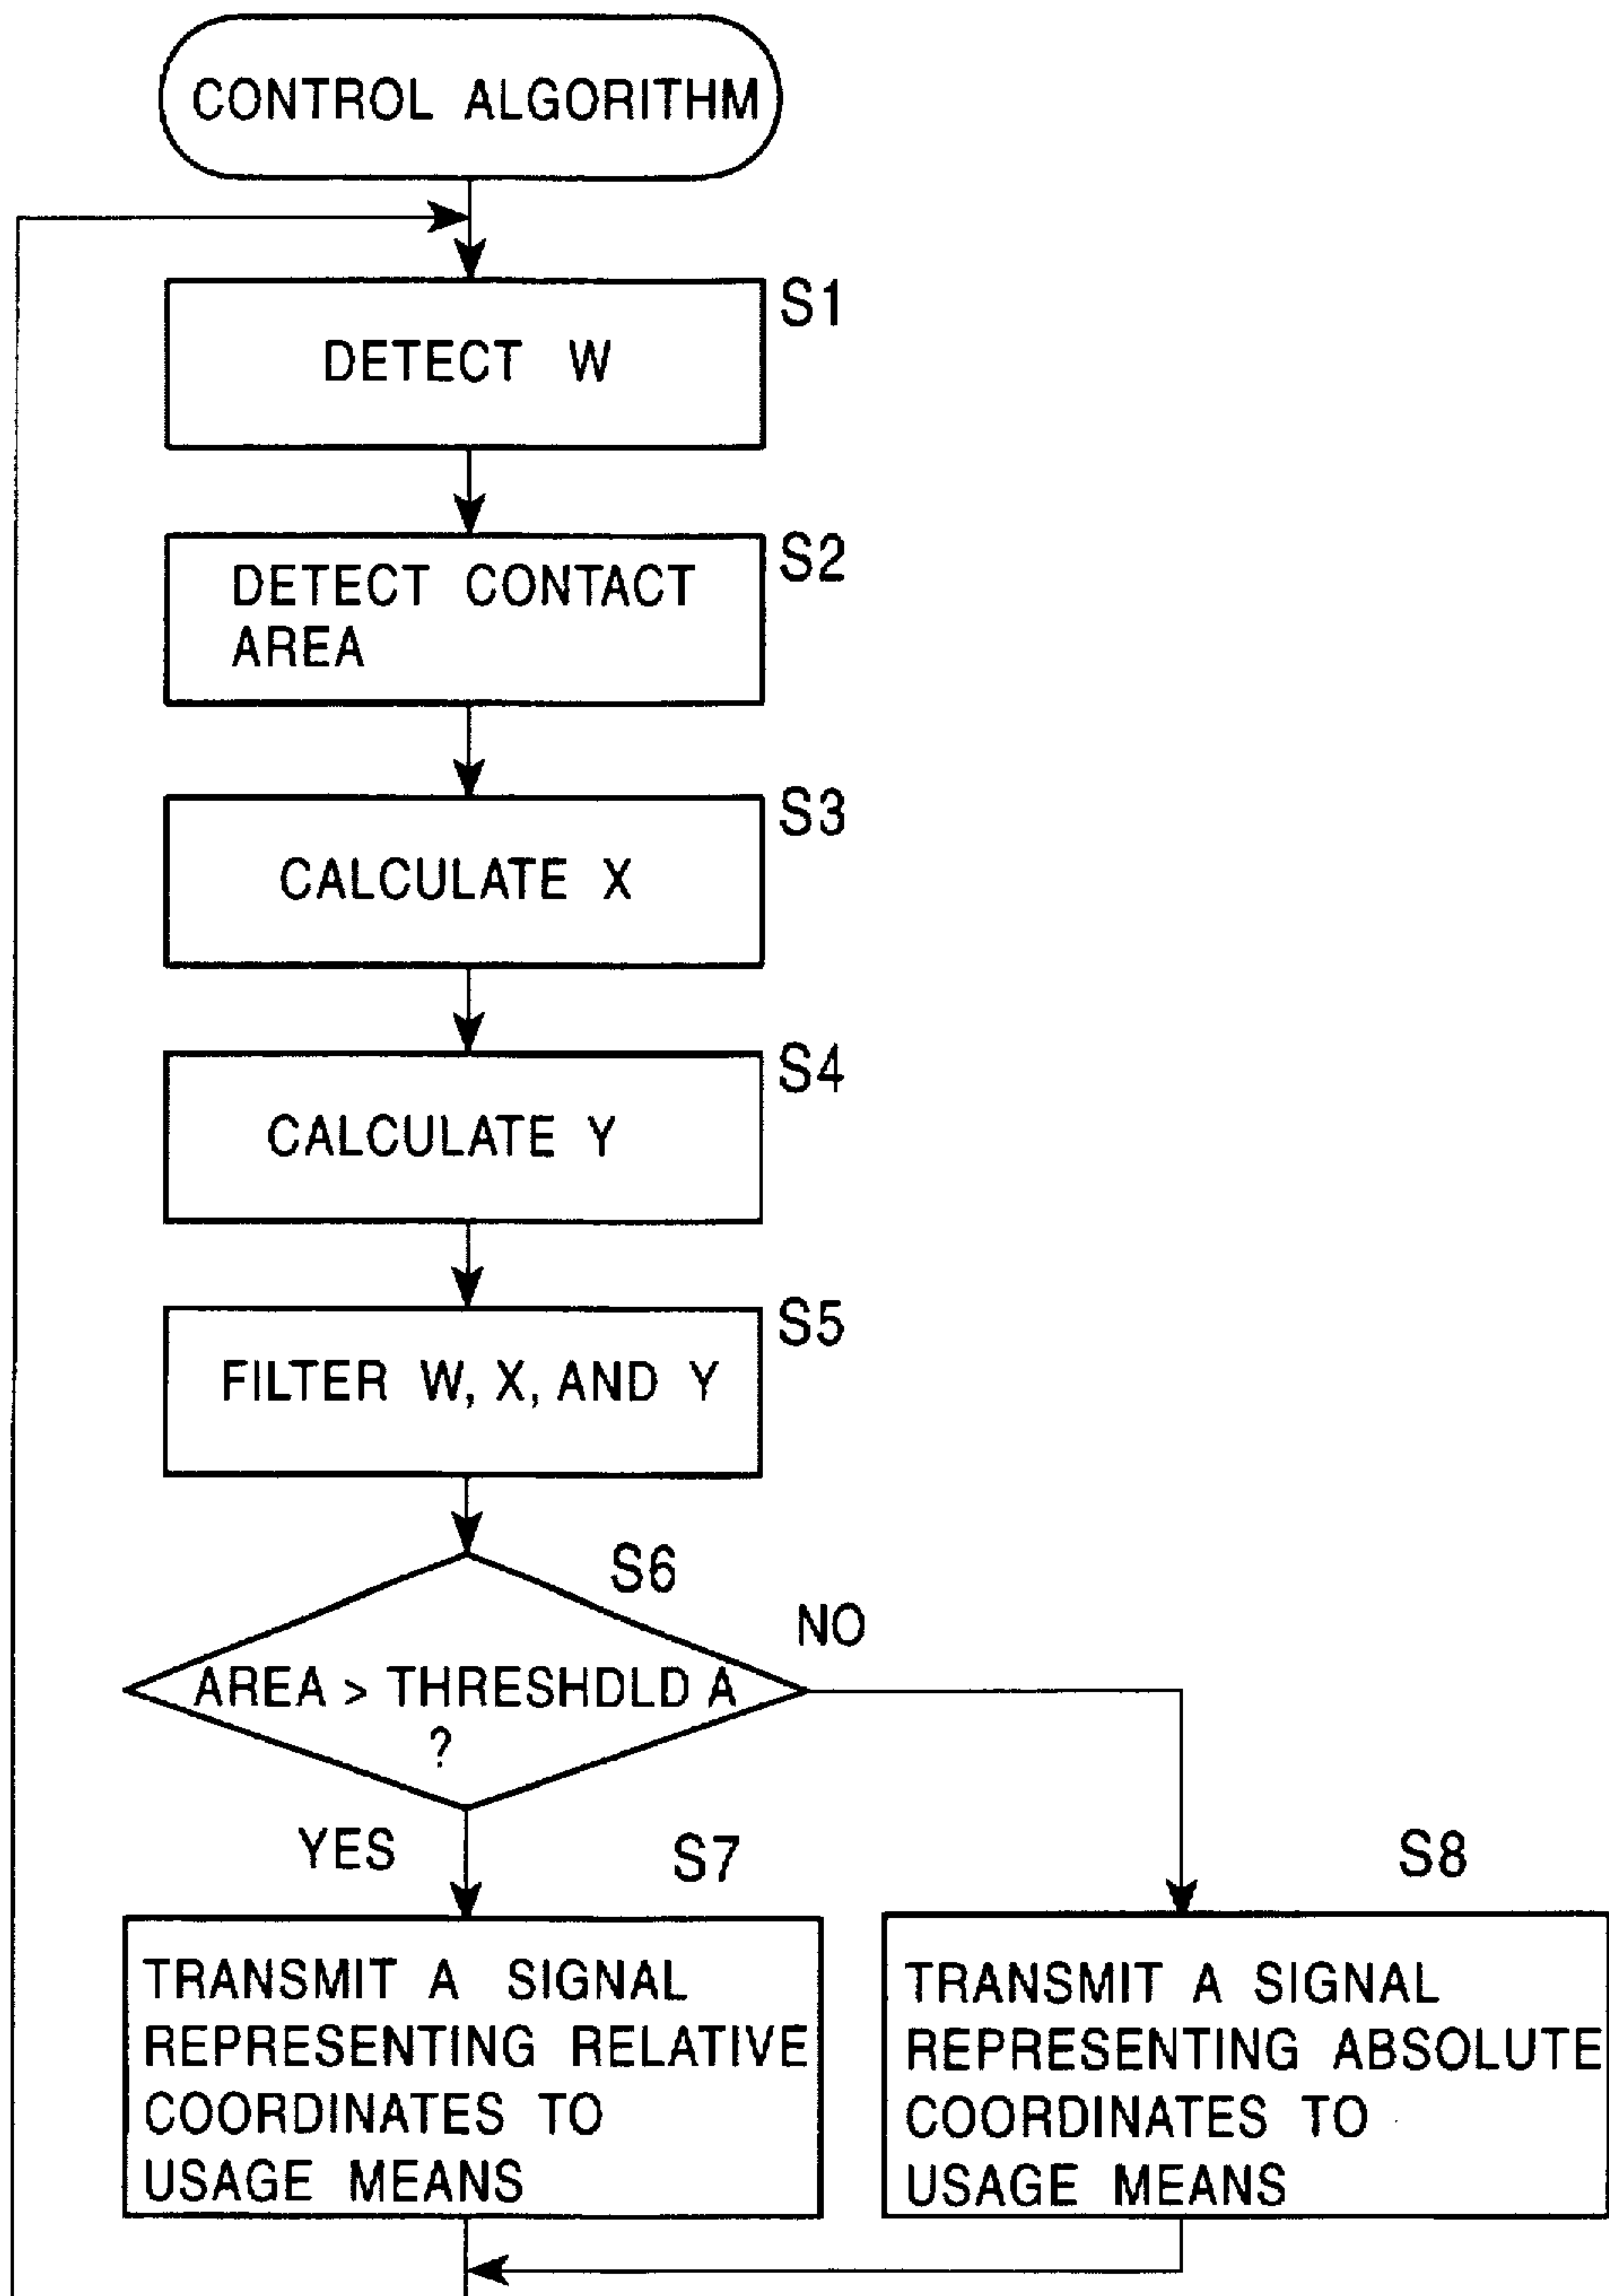 CONTROL ALGORITHM
S1
DETECT W
S2
DETECT CONTACT
AREA
S3
CALCULATE X
S4
CALCULATE Y
S5
FILTER W, X, AND Y
S6
NO
AREA > THRESHDLD A
?
YES
S7
S8
TRANSMIT A SIGNAL
REPRESENTING RELATIVE
COORDINATES TO
USAGE MEANS
TRANSMIT A SIGNAL
REPRESENTING ABSOLUTE
COORDINATES TO
USAGE MEANS